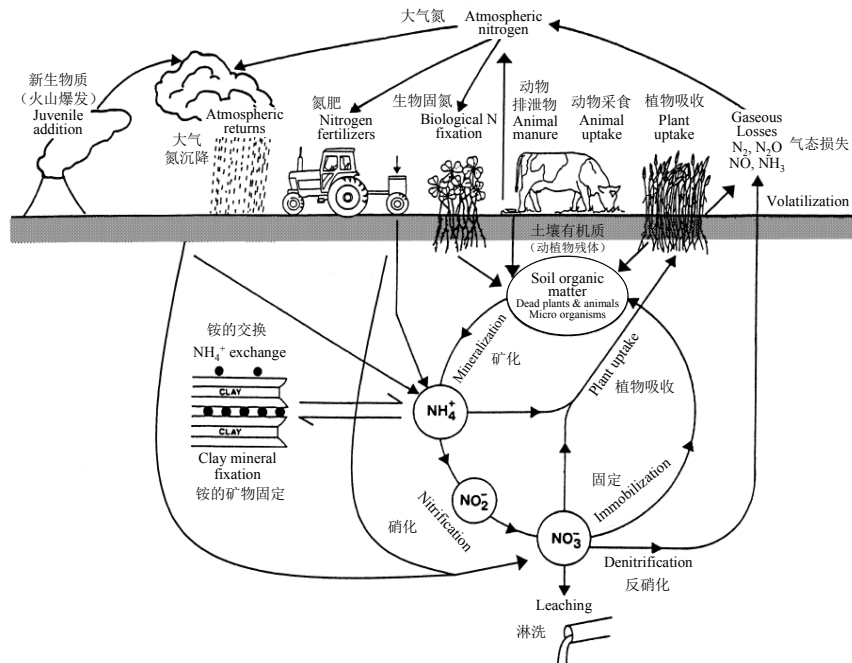 大气氮
Atmospheric
nitrogen
新生物质
（火山爆发）
Juvenile
addition
Atmospheric
returns
大气
氮沉降
氮肥
Nitrogen
fertilizers
生物固氮
Biological N
fixation
动物
排泄物
Animal
manure
动物采食
Animal
uptake
植物吸收
Plant
uptake
Gaseous
Losses
N₂, N₂O
NO, NH₃
气态损失
Volatilization
土壤有机质
（动植物残体）
Soil organic
matter
Dead plants & animals
Micro organisms
铵的交换
NH₄⁺ exchange
CLAY
CLAY
Clay mineral
fixation
铵的矿物固定
Mineralization
矿化
NH₄⁺
Plant uptake
植物吸收
NO₂⁻
Nitrification
硝化
NO₃⁻
固定
Immobilization
Denitrification
反硝化
Leaching
淋洗